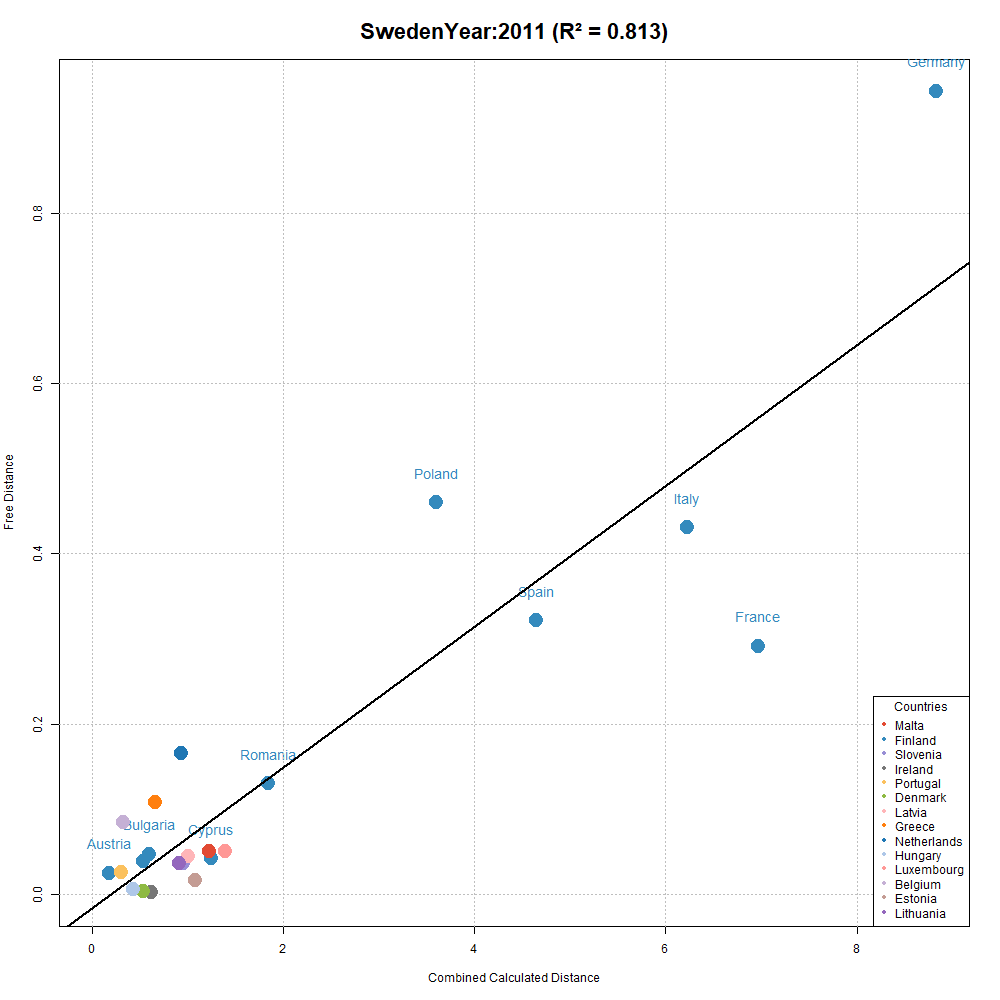 SwedenYear:2011 (R² = 0.813)
Germany
0.8
0.6
Poland
Italy
0.4
Free Distance
Spain
France
0.2
Romania
Bulgaria
Cyprus
Austria
0.0
Countries
Malta
Finland
Slovenia
Ireland
Portugal
Denmark
Latvia
Greece
Netherlands
Hungary
Luxembourg
Belgium
Estonia
Lithuania
0 2 4 6 8
Combined Calculated Distance